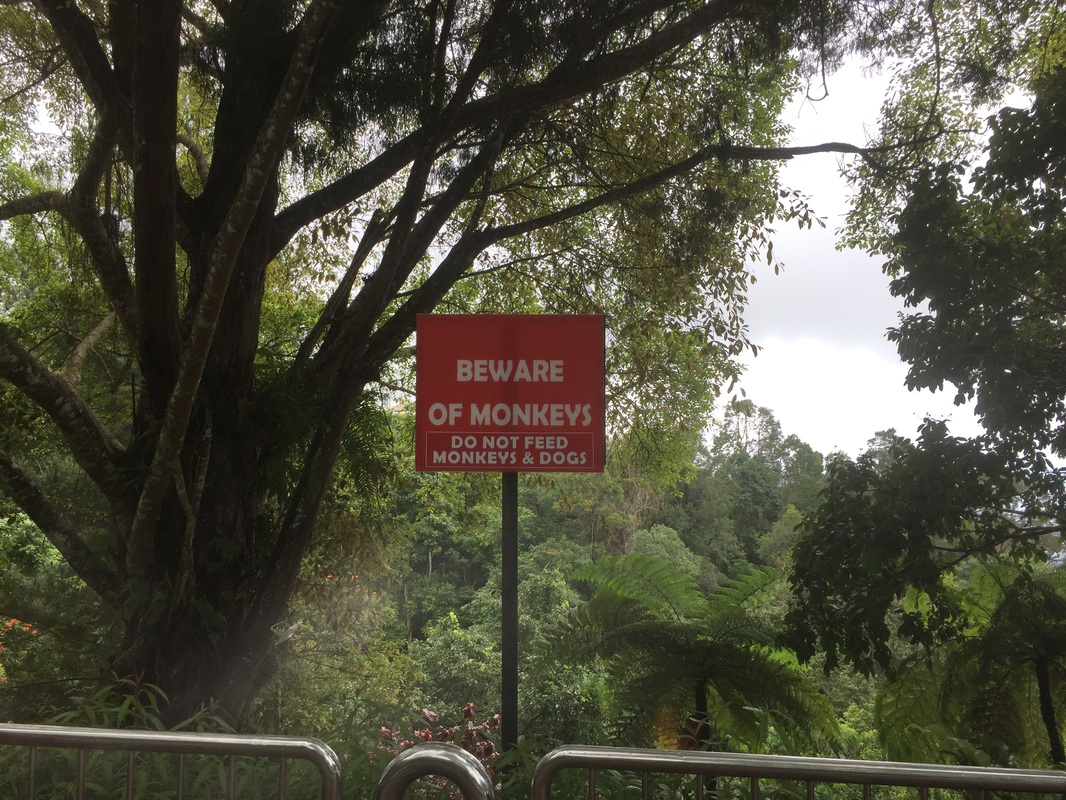 BEWARE
OF MONKEYS
DO NOT FEED
MONKEYS & DOGS